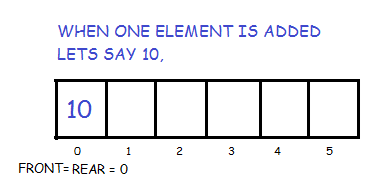 WHEN ONE ELEMENT IS ADDED
LETS SAY 10,
10
0 1 2 3 4 5
FRONT= REAR = 0